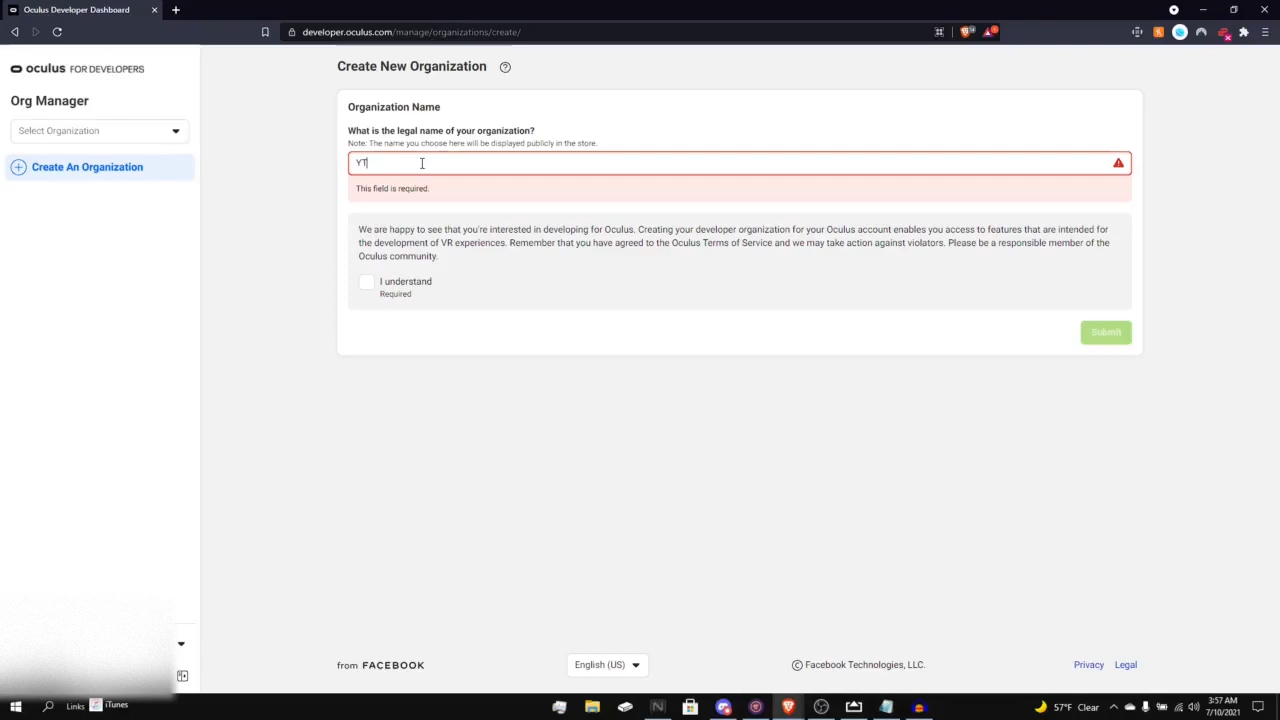 Oculus Developer Dashboard
developer.oculus.com/manage/organizations/create/
oculus FOR DEVELOPERS
Org Manager
Select Organization
Create An Organization
Create New Organization
Organization Name
What is the legal name of your organization?
Note: The name you choose here will be displayed publicly in the store.
YT
This field is required.
We are happy to see that you're interested in developing for Oculus. Creating your developer organization for your Oculus account enables you access to features that are intended for
the development of VR experiences. Remember that you have agreed to the Oculus Terms of Service and we may take action against violators. Please be a responsible member of the
Oculus community.
I understand
Required
Submit
from FACEBOOK
English (US)
© Facebook Technologies, LLC.
Privacy
Legal
Links
iTunes
57°F Clear
3:57 AM
7/10/2021